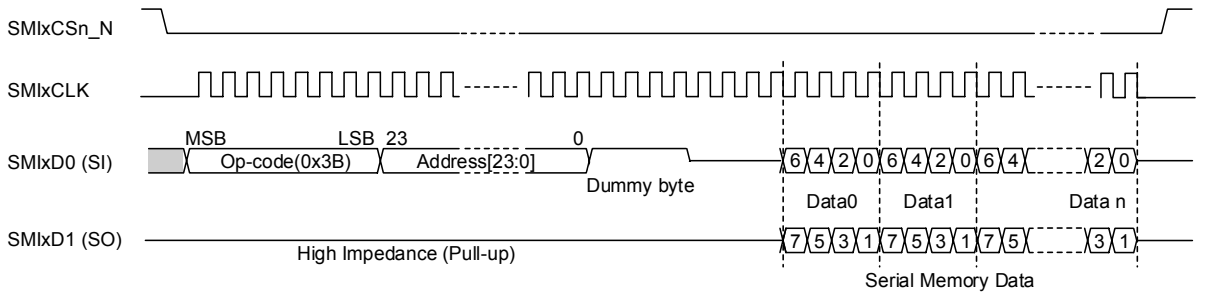 SMIxCSn_N
SMIxCLK
MSB LSB 23 0
SMIxD0 (SI) Op-code(0x3B) Address[23:0] 6 4 2 0 6 4 2 0 6 4 2 0
Dummy byte
Data0 Data1 Data n
SMIxD1 (SO) 7 5 3 1 7 5 3 1 7 5 3 1
High Impedance (Pull-up)
Serial Memory Data